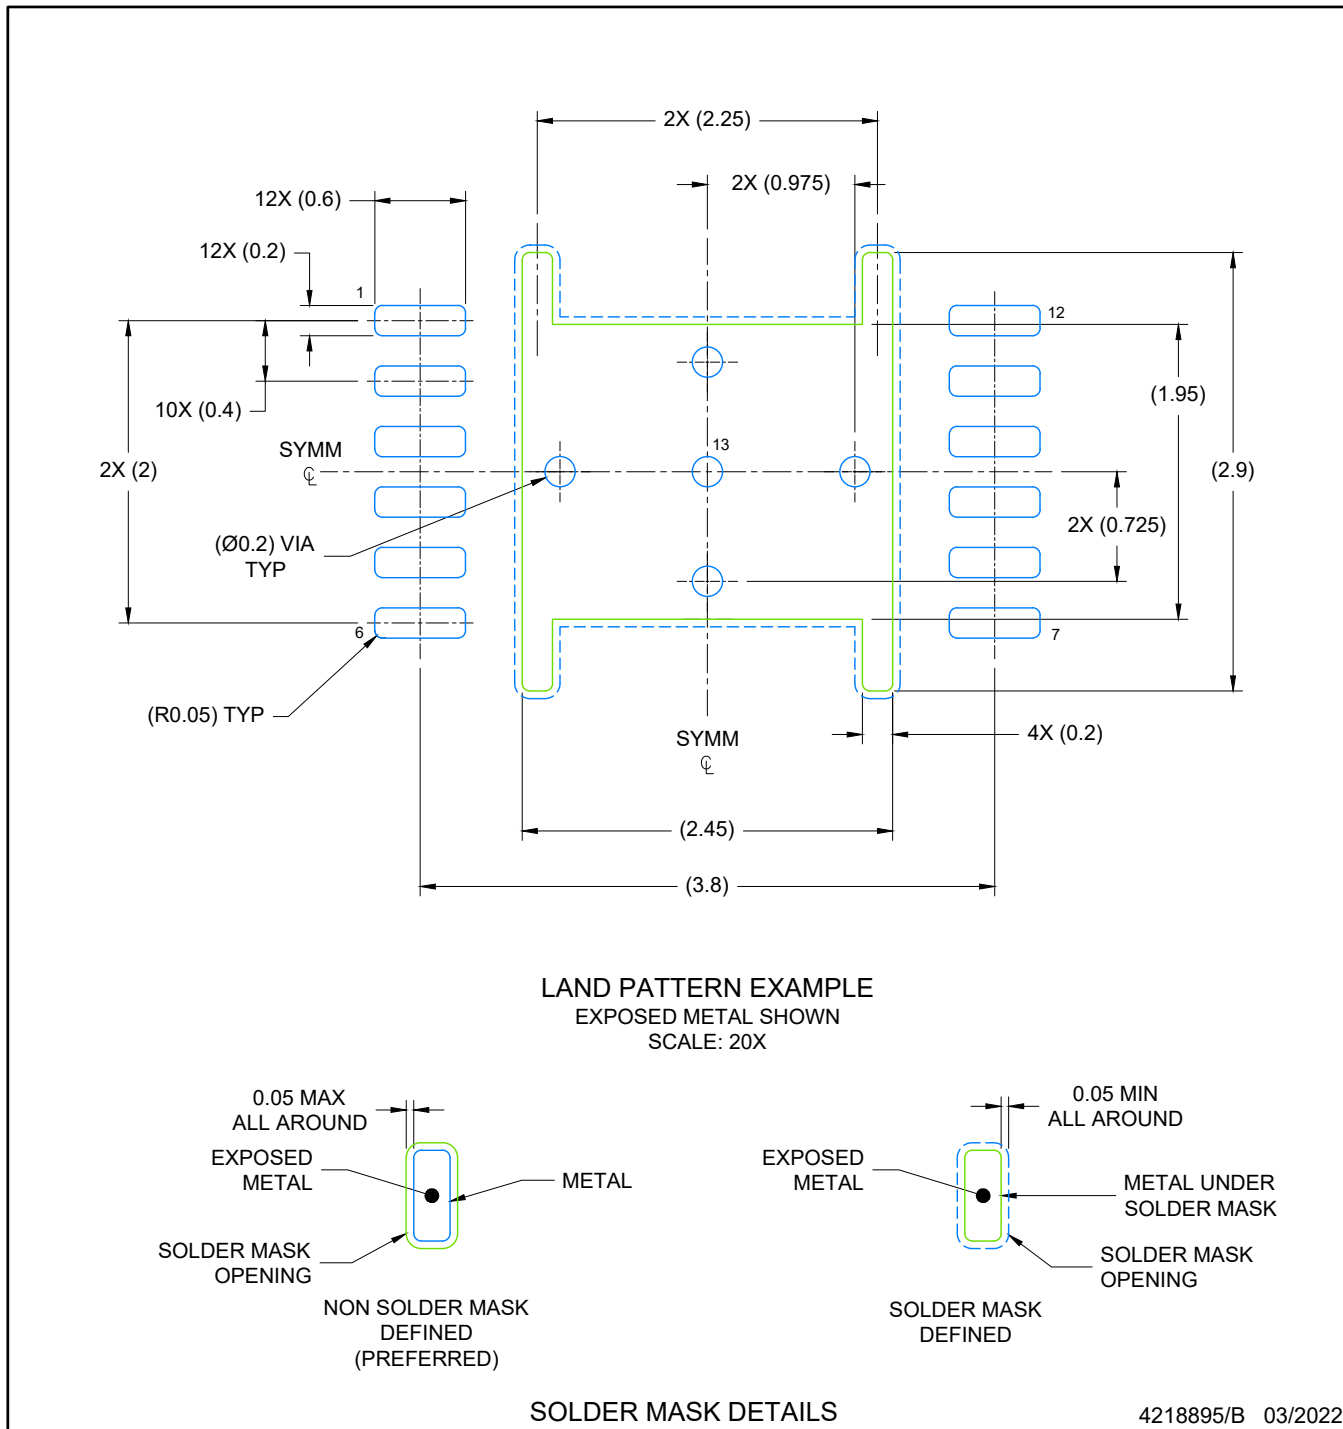 2X (2.25)
2X (0.975)
12X (0.6)
12X (0.2)
1
12
10X (0.4)
(1.95)
SYMM
℄
13
2X (2)
(2.9)
2X (0.725)
(Ø0.2) VIA
TYP
6
7
(R0.05) TYP
SYMM
℄
4X (0.2)
(2.45)
(3.8)
LAND PATTERN EXAMPLE
EXPOSED METAL SHOWN
SCALE: 20X
0.05 MAX
ALL AROUND
EXPOSED
METAL
METAL
SOLDER MASK
OPENING
NON SOLDER MASK
DEFINED
(PREFERRED)
0.05 MIN
ALL AROUND
EXPOSED
METAL
METAL UNDER
SOLDER MASK
SOLDER MASK
OPENING
SOLDER MASK
DEFINED
SOLDER MASK DETAILS
4218895/B 03/2022